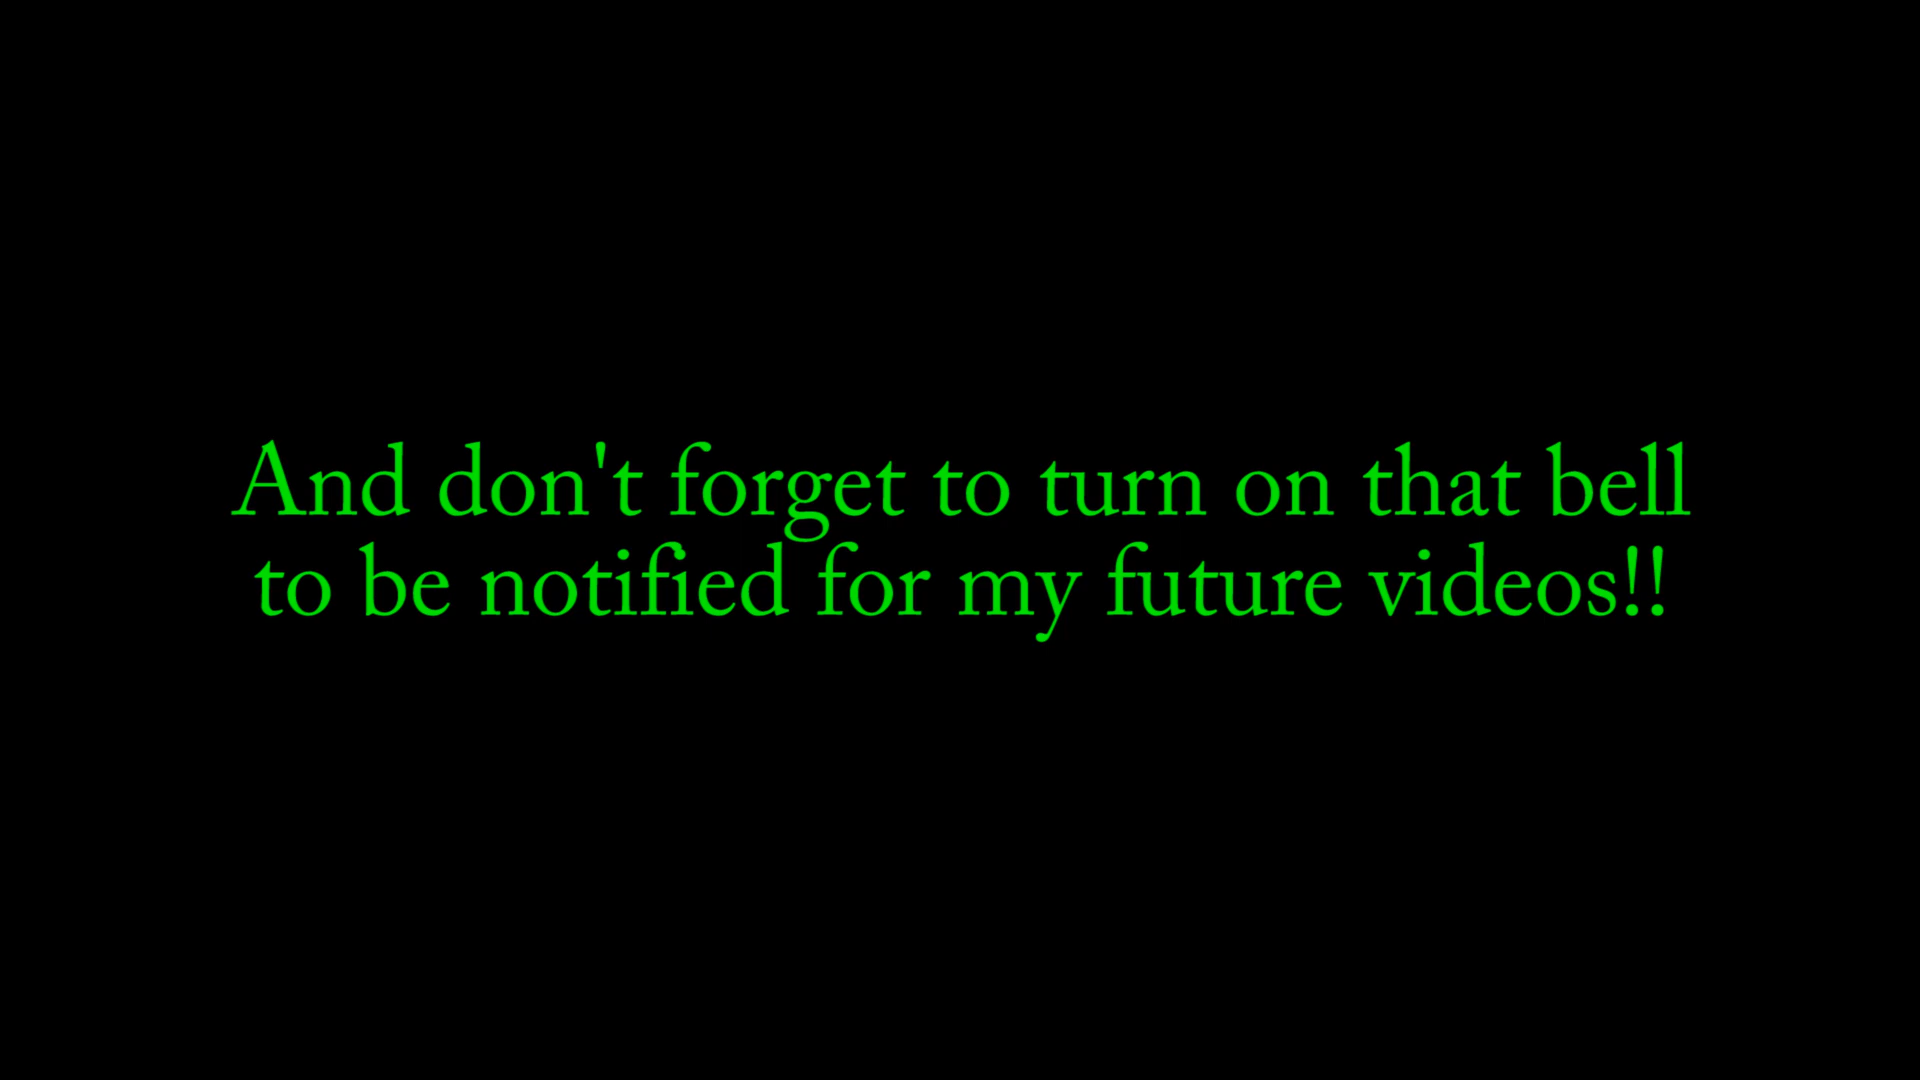 And don't forget to turn on that bell
to be notified for my future videos!!